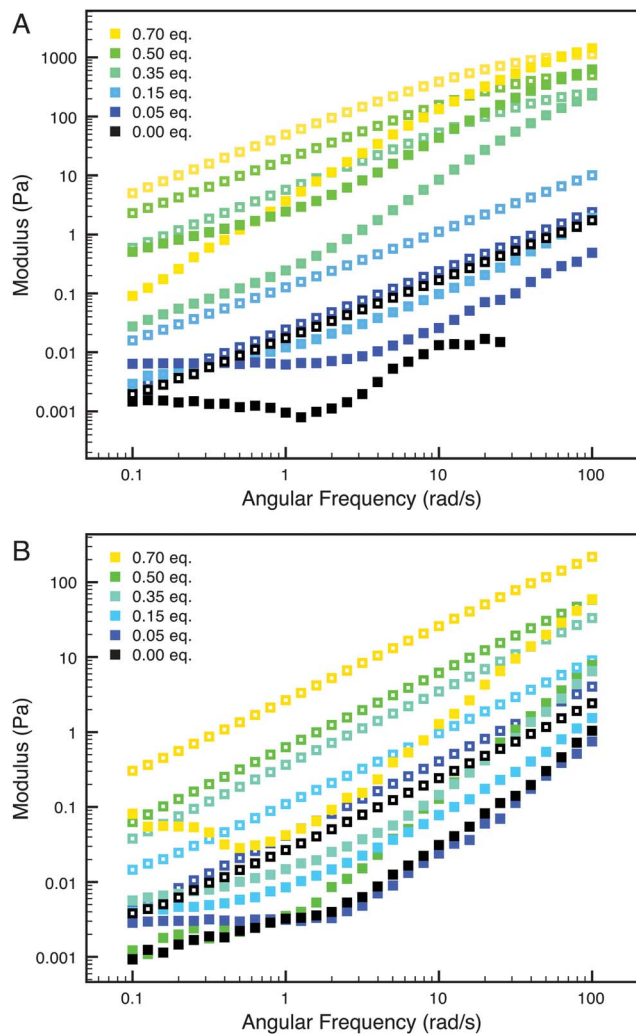 A
0.70 eq.
0.50 eq.
0.35 eq.
0.15 eq.
0.05 eq.
0.00 eq.
1000
100
10
1
0.1
0.01
0.001
Modulus (Pa)
0.1 1 10 100
Angular Frequency (rad/s)
B
0.70 eq.
0.50 eq.
0.35 eq.
0.15 eq.
0.05 eq.
0.00 eq.
100
10
1
0.1
0.01
0.001
Modulus (Pa)
0.1 1 10 100
Angular Frequency (rad/s)